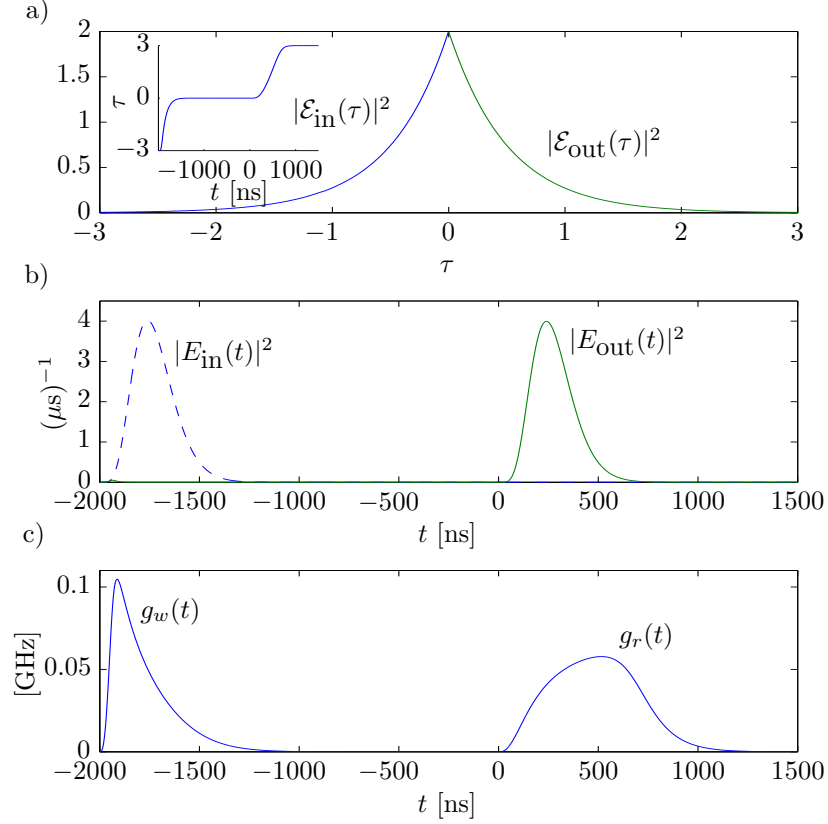 a)
2
1.5
1
0.5
0
3
0
−3
τ
−1000
0
1000
t [ns]
|𝓔in(τ)|²
|𝓔out(τ)|²
−3
−2
−1
0
1
2
3
τ
b)
4
3
2
1
0
(μs)⁻¹
|Ein(t)|²
|Eout(t)|²
−2000
−1500
−1000
−500
0
500
1000
1500
t [ns]
c)
0.1
0.05
0
[GHz]
gw(t)
gr(t)
−2000
−1500
−1000
−500
0
500
1000
1500
t [ns]